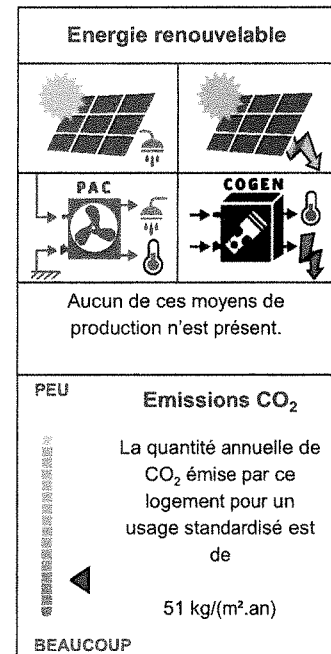 Energie renouvelable
PAC
COGEN
Aucun de ces moyens de
production n'est présent.
PEU
Emissions CO₂
La quantité annuelle de
CO₂ émise par ce
logement pour un
usage standardisé est
de
51 kg/(m².an)
BEAUCOUP